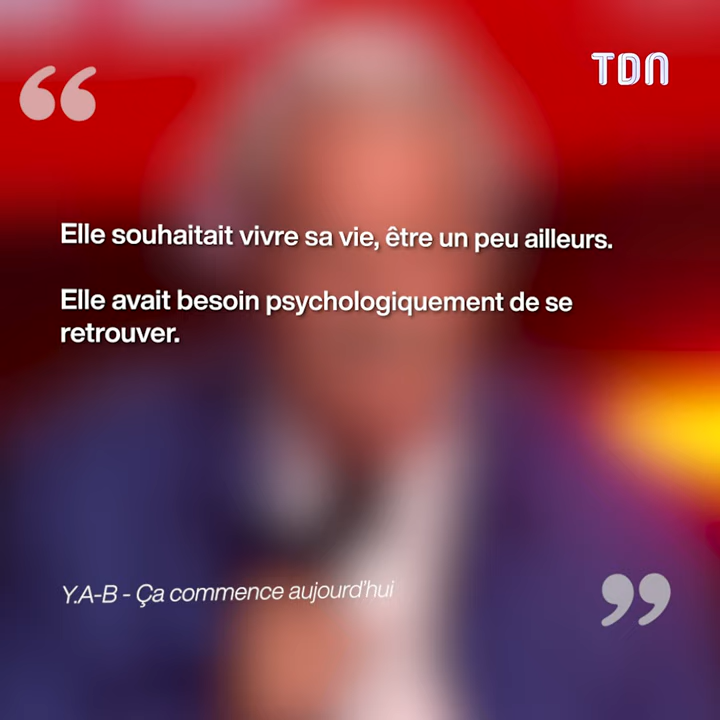 TDN
“
Elle souhaitait vivre sa vie, être un peu ailleurs.
Elle avait besoin psychologiquement de se
retrouver.
Y.A-B - Ça commence aujourd'hui
”